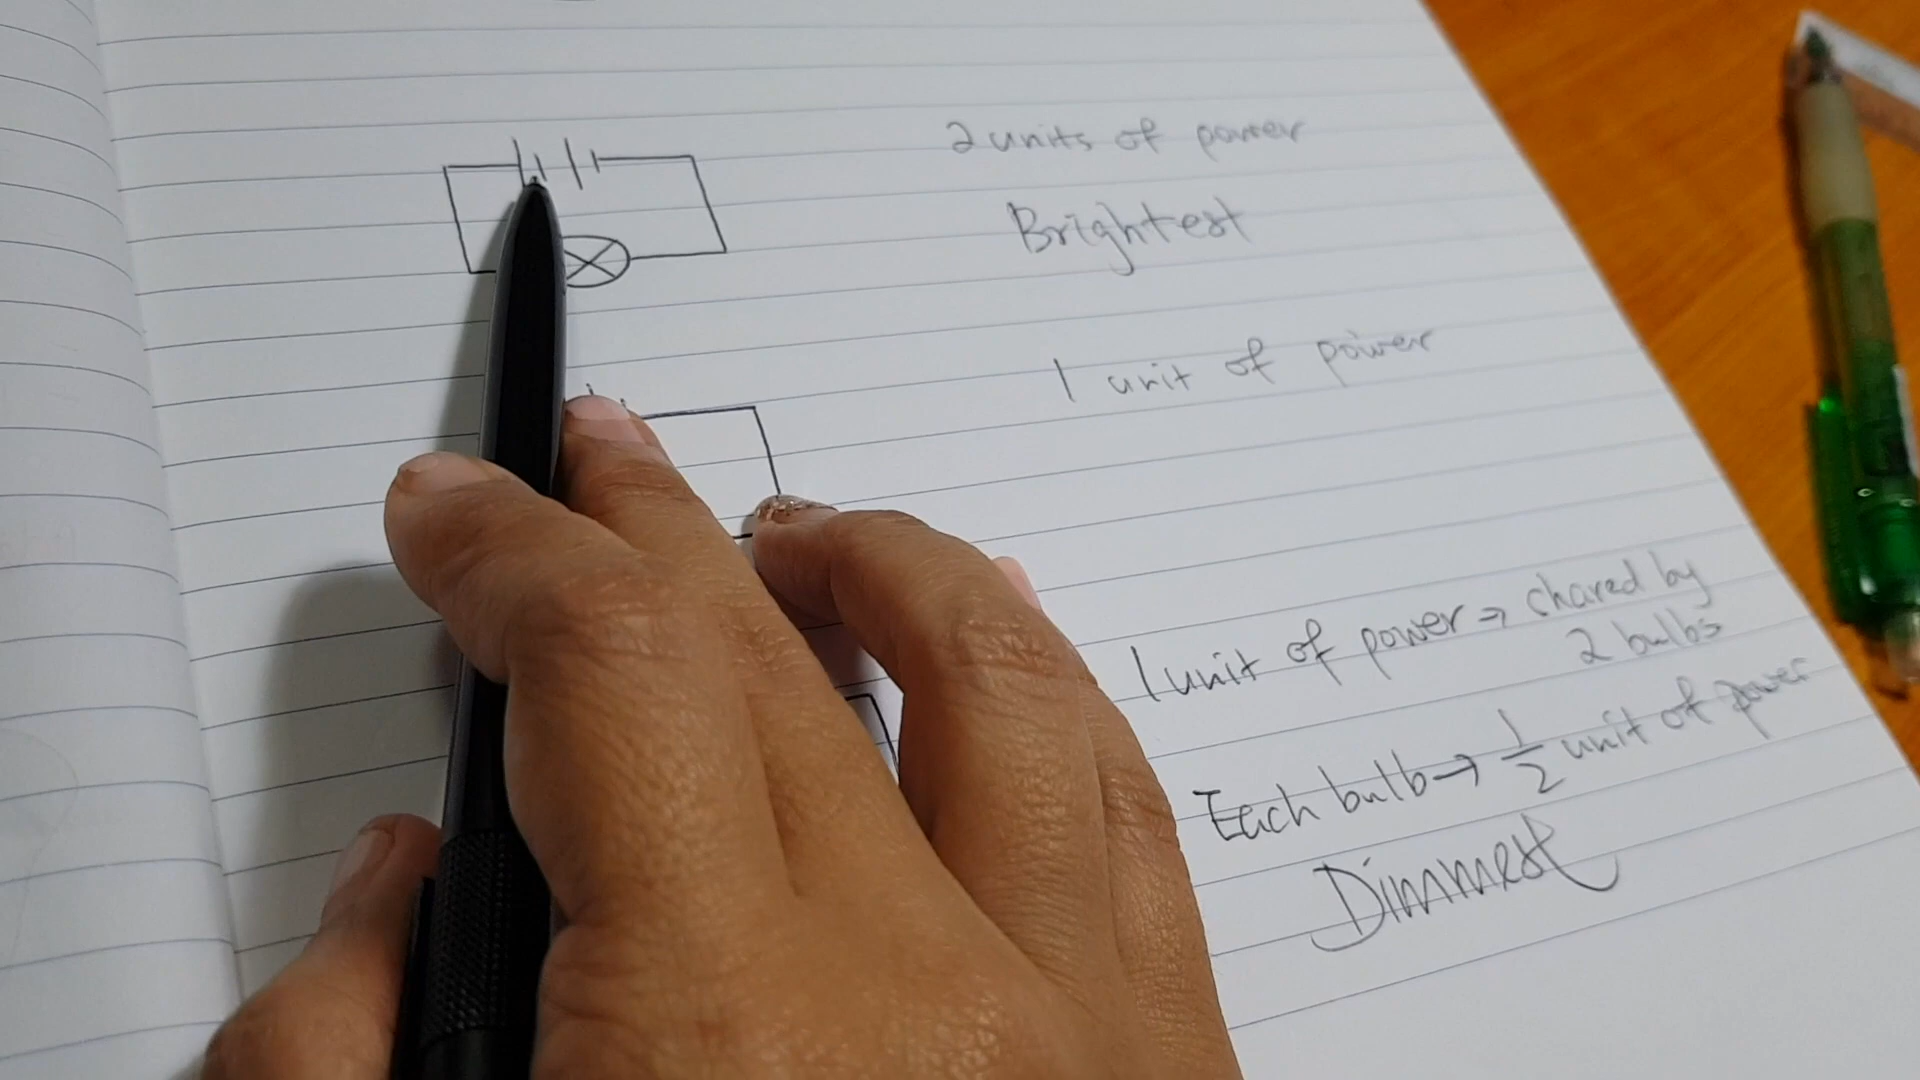 2 units of power
Brightest
1 unit of power
1 unit of power → shared by
2 bulbs
Each bulb → 1/2 unit of power
Dimmest